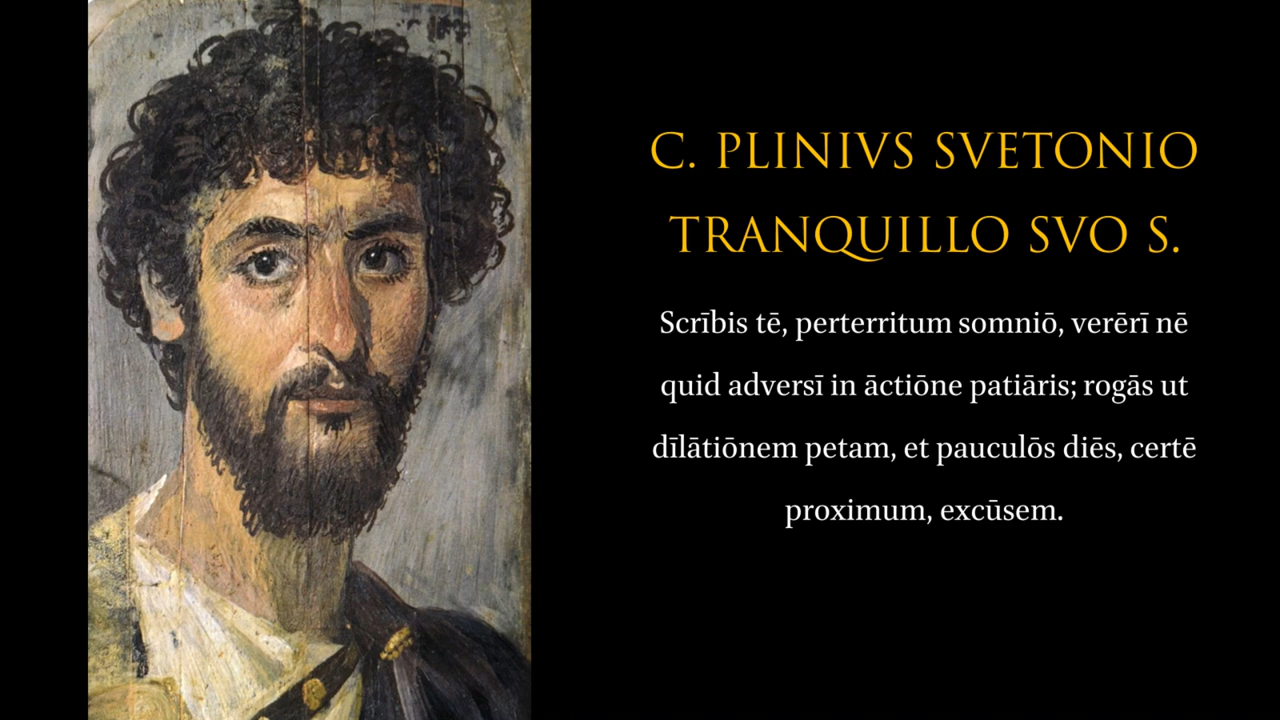 C. PLINIVS SVETONIO
TRANQUILLO SVO S.
Scrībis tē, perterritum somniō, verērī nē
quid adversī in āctiōne patiāris; rogās ut
dīlātiōnem petam, et pauculōs diēs, certē
proximum, excūsem.